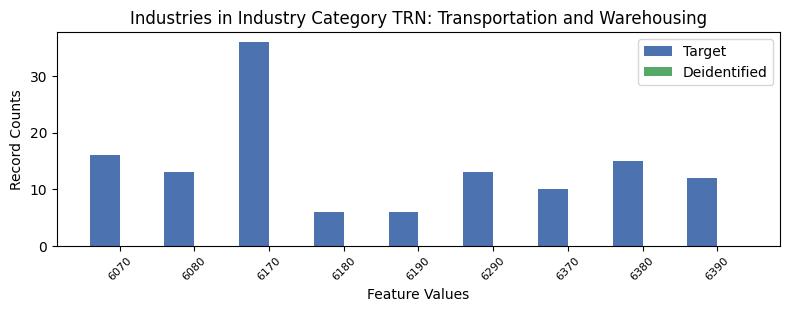 Industries in Industry Category TRN: Transportation and Warehousing
Target
Deidentified
Record Counts
30
20
10
0
6070 6080 6170 6180 6190 6290 6370 6380 6390
Feature Values